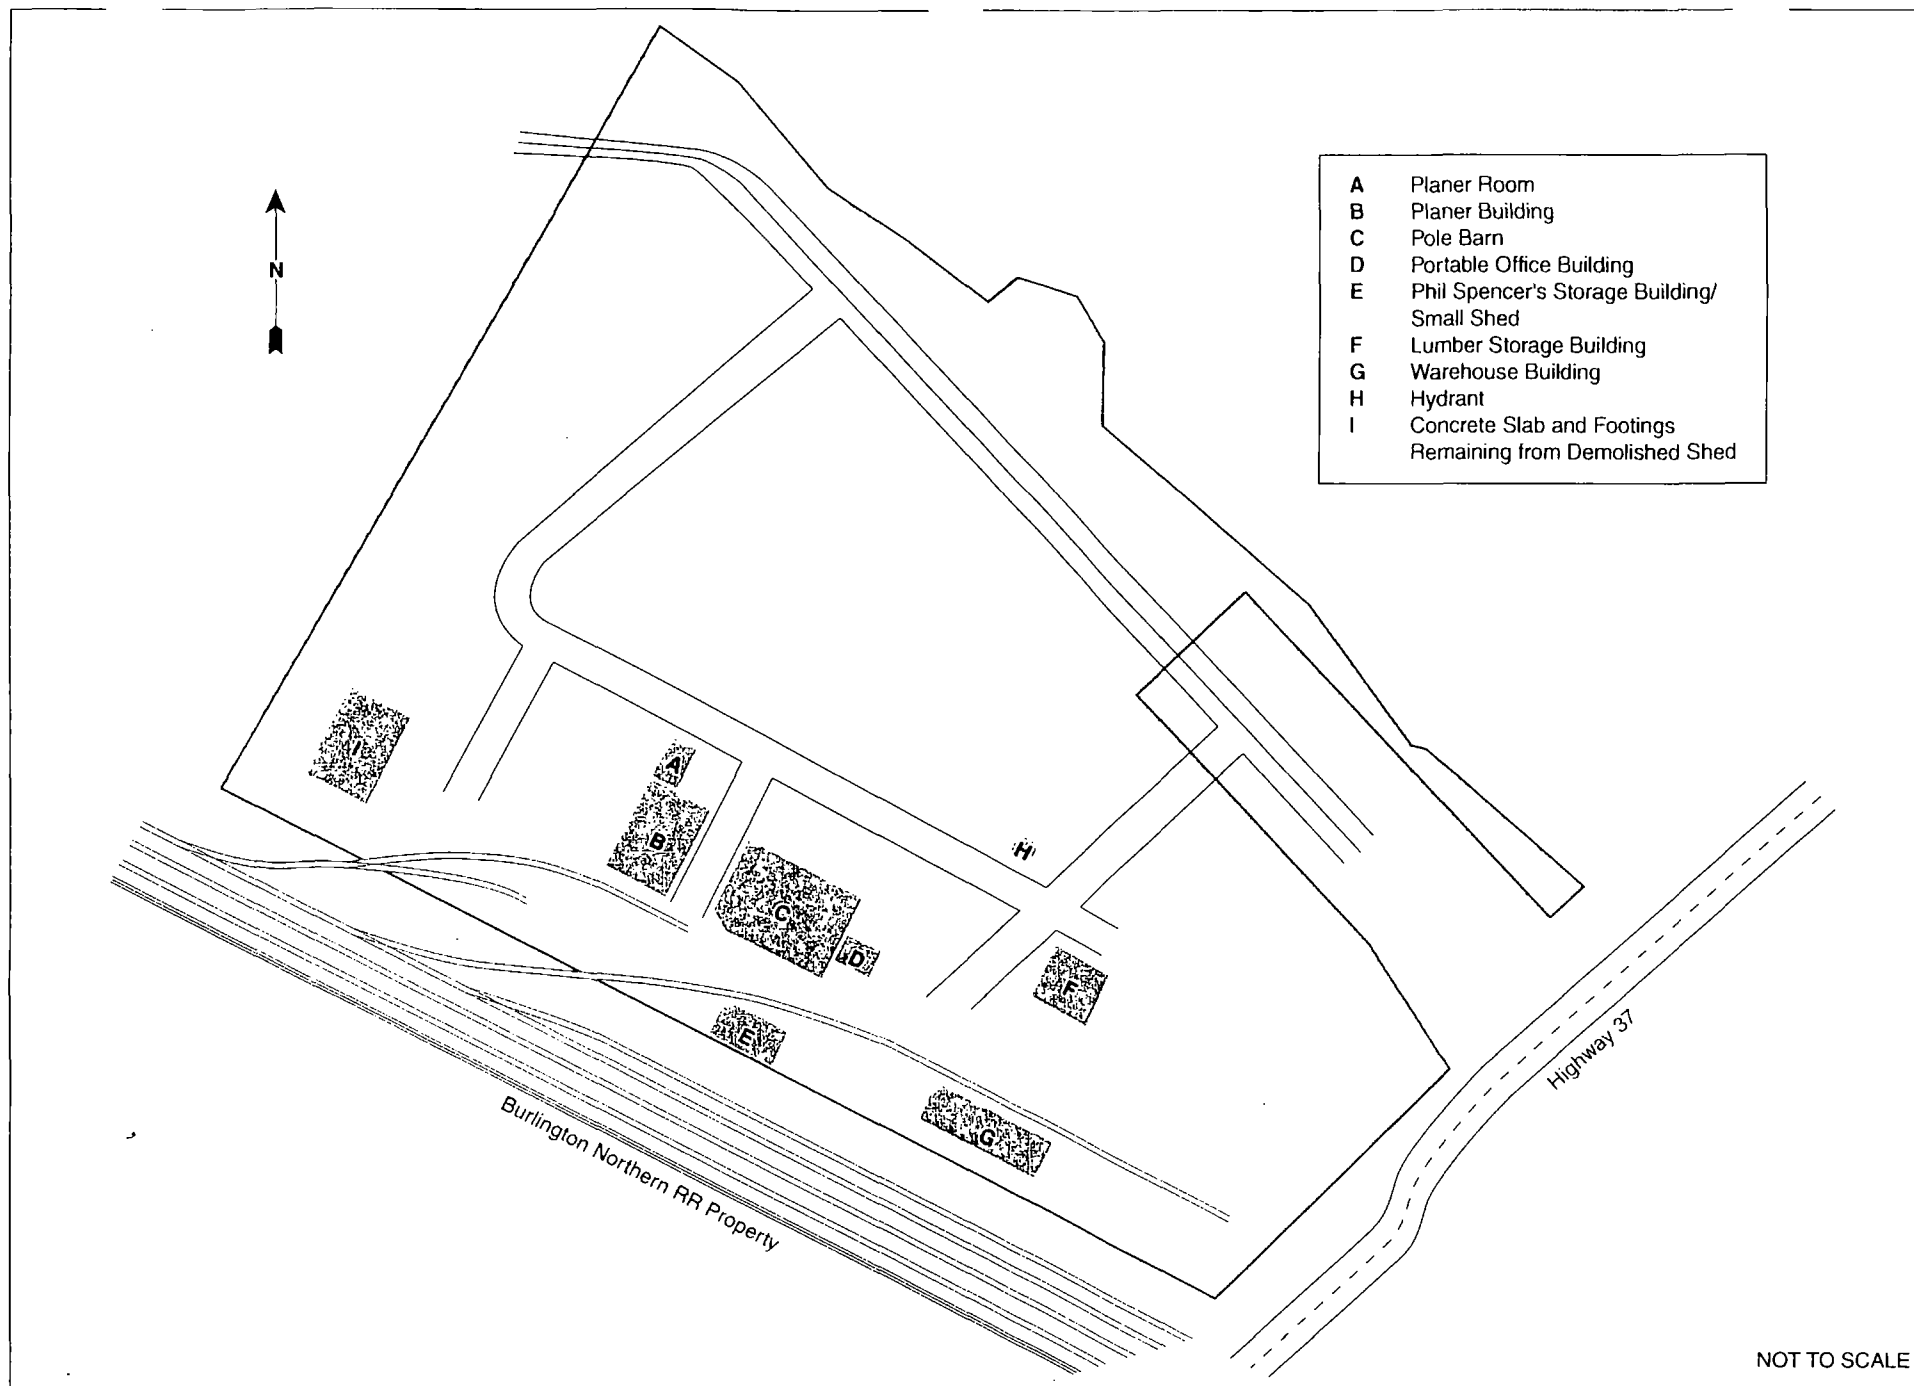 A Planer Room
B Planer Building
C Pole Barn
D Portable Office Building
E Phil Spencer's Storage Building/
Small Shed
F Lumber Storage Building
G Warehouse Building
H Hydrant
I Concrete Slab and Footings
Remaining from Demolished Shed
N
I
A
B
H
C
D
F
E
G
Highway 37
Burlington Northern RR Property
NOT TO SCALE